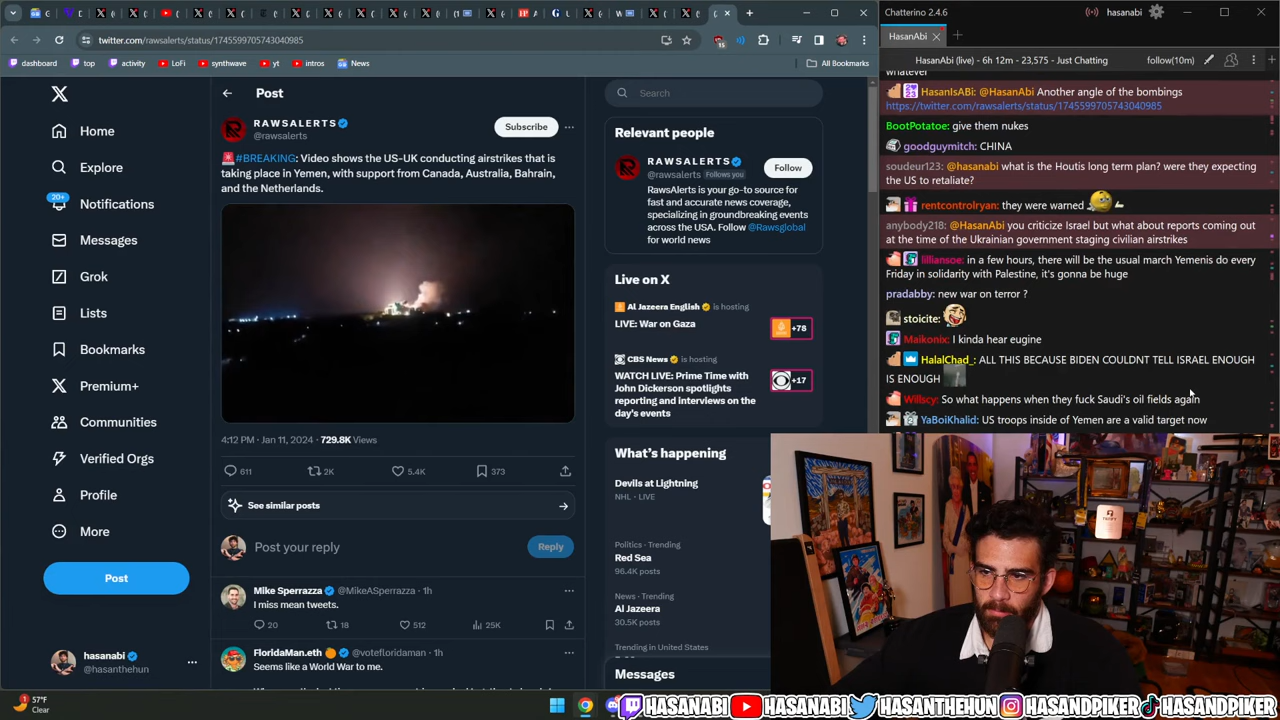 twitter.com/rawsalerts/status/1745599705743040985
dashboard
top
activity
LoFi
synthwave
yt
intros
News
All Bookmarks
Home
Explore
20+
Notifications
Messages
Grok
Lists
Bookmarks
Premium+
Communities
Verified Orgs
Profile
More
Post
hasanabi
@hasanthehun
Post
R A W S A L E R T S
@rawsalerts
Subscribe
#BREAKING: Video shows the US-UK conducting airstrikes that is
taking place in Yemen, with support from Canada, Australia, Bahrain,
and the Netherlands.
4:12 PM · Jan 11, 2024 · 729.8K Views
611
2K
5.4K
373
See similar posts
Post your reply
Reply
Mike Sperrazza @MikeASperrazza · 1h
I miss mean tweets.
20
18
512
25K
FloridaMan.eth @votefloridaman · 1h
Seems like a World War to me.
Search
Relevant people
R A W S A L E R T S
@rawsalerts Follows you
Follow
RawsAlerts is your go-to source for
fast and accurate news coverage,
specializing in groundbreaking events
across the USA. Follow @Rawsglobal
for world news
Live on X
Al Jazeera English is hosting
LIVE: War on Gaza
+78
CBS News is hosting
WATCH LIVE: Prime Time with
John Dickerson spotlights
reporting and interviews on the
day's events
+17
What's happening
Devils at Lightning
NHL · LIVE
Politics · Trending
Red Sea
96.4K posts
News · Trending
Al Jazeera
30.5K posts
Trending in United States
Messages
Chatterino 2.4.6
hasanabi
HasanAbi
HasanAbi (live) - 6h 12m - 23,575 - Just Chatting
follow(10m)
whatever
HasanIsABi: @HasanAbi Another angle of the bombings
https://twitter.com/rawsalerts/status/1745599705743040985
BootPotatoe: give them nukes
goodguymitch: CHINA
soudeur123: @hasanabi what is the Houtis long term plan? were they expecting
the US to retaliate?
rentcontrolryan: they were warned
anybody218: @HasanAbi you criticize Israel but what about reports coming out
at the time of the Ukrainian government staging civilian airstrikes
lilliansoe: in a few hours, there will be the usual march Yemenis do every
Friday in solidarity with Palestine, it's gonna be huge
pradabby: new war on terror ?
stoicite:
Maikonix: I kinda hear eugine
HalalChad_: ALL THIS BECAUSE BIDEN COULDNT TELL ISRAEL ENOUGH
IS ENOUGH
Willscy: So what happens when they fuck Saudi's oil fields again
YaBoiKhalid: US troops inside of Yemen are a valid target now
57°F
Clear
HASANABI
HASANABI
HASANTHEHUN
HASANDPIKER
HASANDPIKER